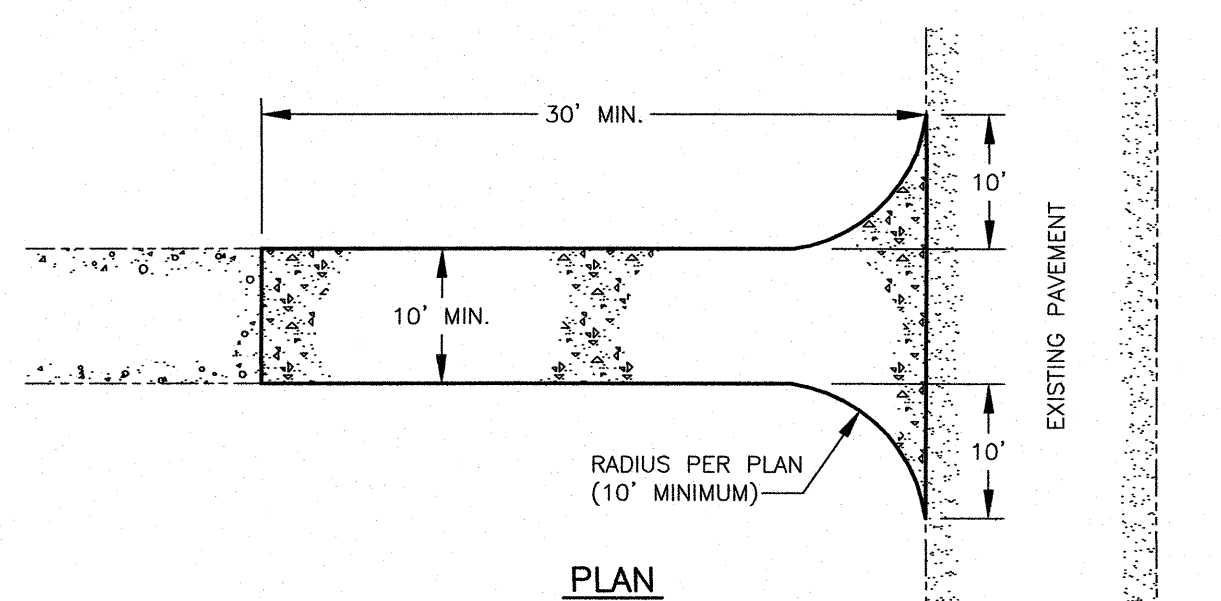 30' MIN.
10'
10' MIN.
EXISTING PAVEMENT
10'
RADIUS PER PLAN
(10' MINIMUM)
PLAN